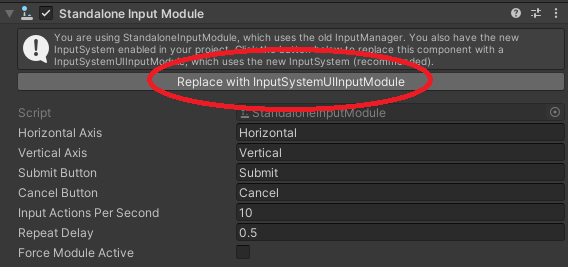 Standalone Input Module
You are using StandaloneInputModule, which uses the old InputManager. You also have the new
InputSystem enabled in your project. Click the button below to replace this component with a
InputSystemUIInputModule, which uses the new InputSystem (recommended).
Replace with InputSystemUIInputModule
Script StandaloneInputModule
Horizontal Axis Horizontal
Vertical Axis Vertical
Submit Button Submit
Cancel Button Cancel
Input Actions Per Second 10
Repeat Delay 0.5
Force Module Active